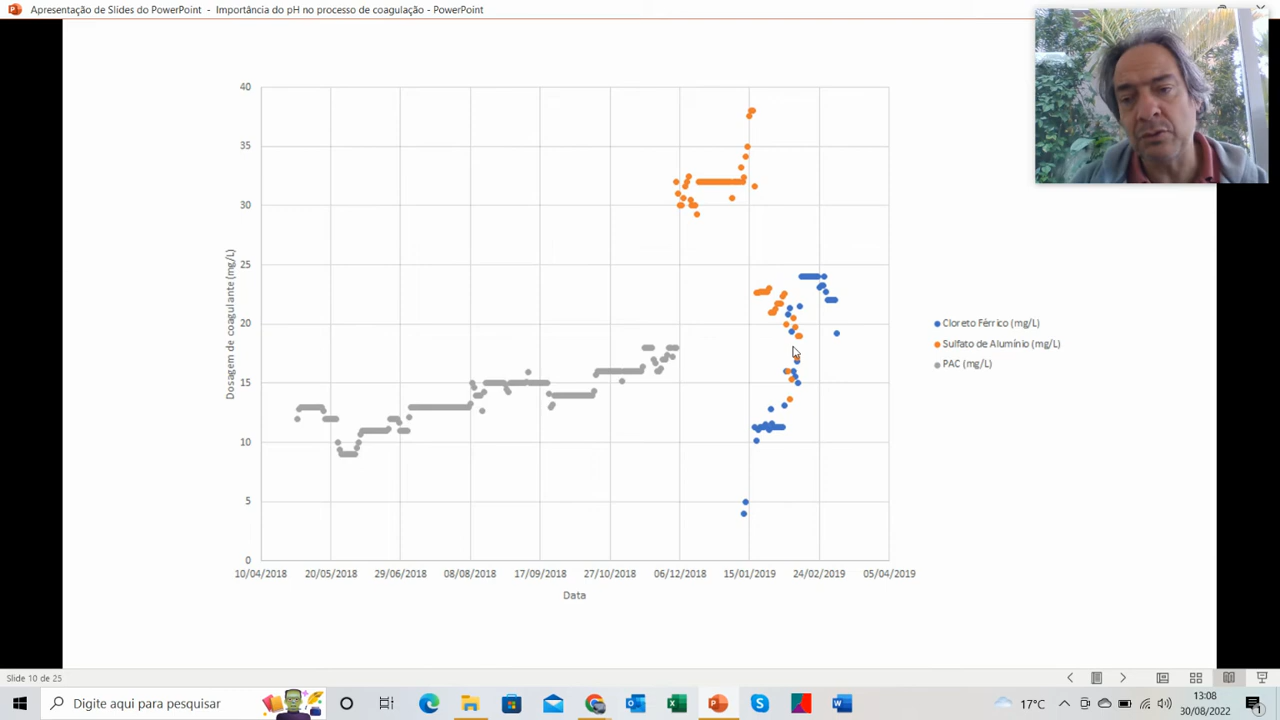 Apresentação de Slides do PowerPoint - Importância do pH no processo de coagulação - PowerPoint
40
35
30
25
20
15
10
5
0
Dosagem de coagulante (mg/L)
10/04/2018 20/05/2018 29/06/2018 08/08/2018 17/09/2018 27/10/2018 06/12/2018 15/01/2019 24/02/2019 05/04/2019
Data
Cloreto Férrico (mg/L)
Sulfato de Alumínio (mg/L)
PAC (mg/L)
Slide 10 de 25
Digite aqui para pesquisar
17°C
13:08
30/08/2022
1